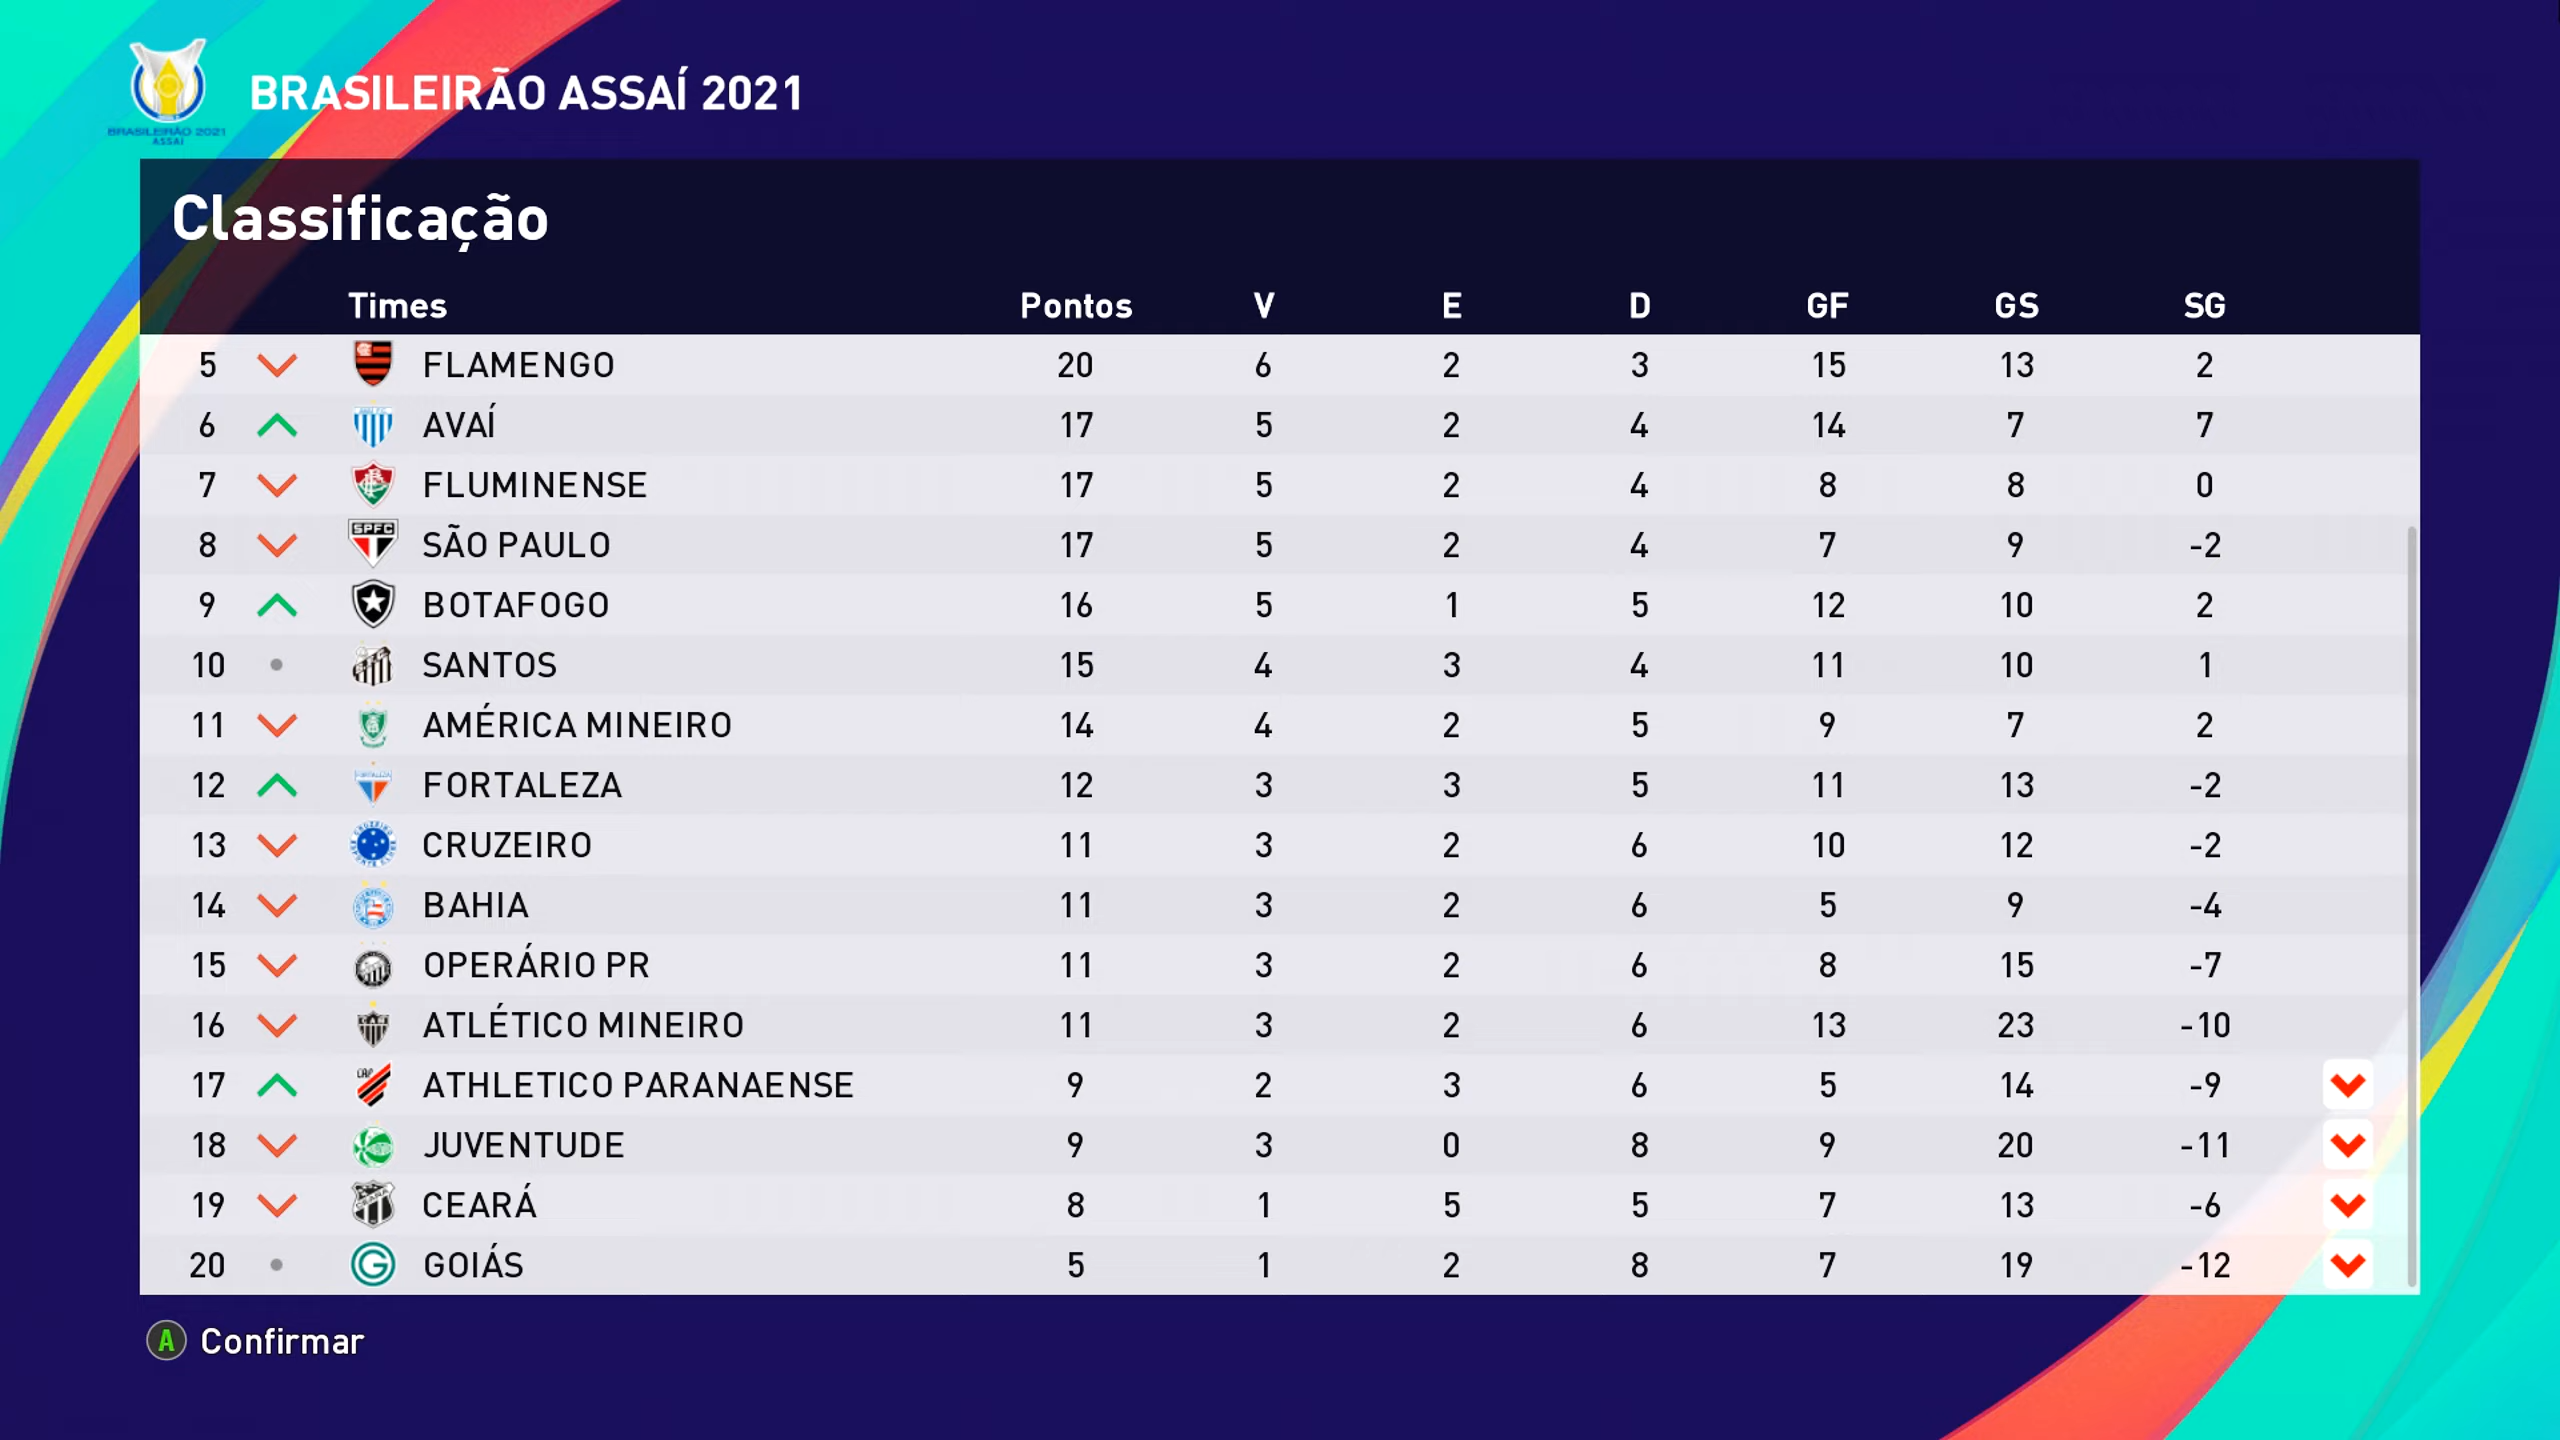 BRASILEIRÃO ASSAÍ 2021
BRASILEIRÃO 2021
ASSAÍ
Classificação
Times Pontos V E D GF GS SG
5 FLAMENGO 20 6 2 3 15 13 2
6 AVAÍ 17 5 2 4 14 7 7
7 FLUMINENSE 17 5 2 4 8 8 0
8 SPFC SÃO PAULO 17 5 2 4 7 9 -2
9 BOTAFOGO 16 5 1 5 12 10 2
10 SANTOS 15 4 3 4 11 10 1
11 AMÉRICA MINEIRO 14 4 2 5 9 7 2
12 FORTALEZA 12 3 3 5 11 13 -2
13 CRUZEIRO 11 3 2 6 10 12 -2
14 BAHIA 11 3 2 6 5 9 -4
15 OPERÁRIO PR 11 3 2 6 8 15 -7
16 ATLÉTICO MINEIRO 11 3 2 6 13 23 -10
17 CAP ATHLETICO PARANAENSE 9 2 3 6 5 14 -9
18 JUVENTUDE 9 3 0 8 9 20 -11
19 CEARÁ 8 1 5 5 7 13 -6
20 G GOIÁS 5 1 2 8 7 19 -12
A Confirmar